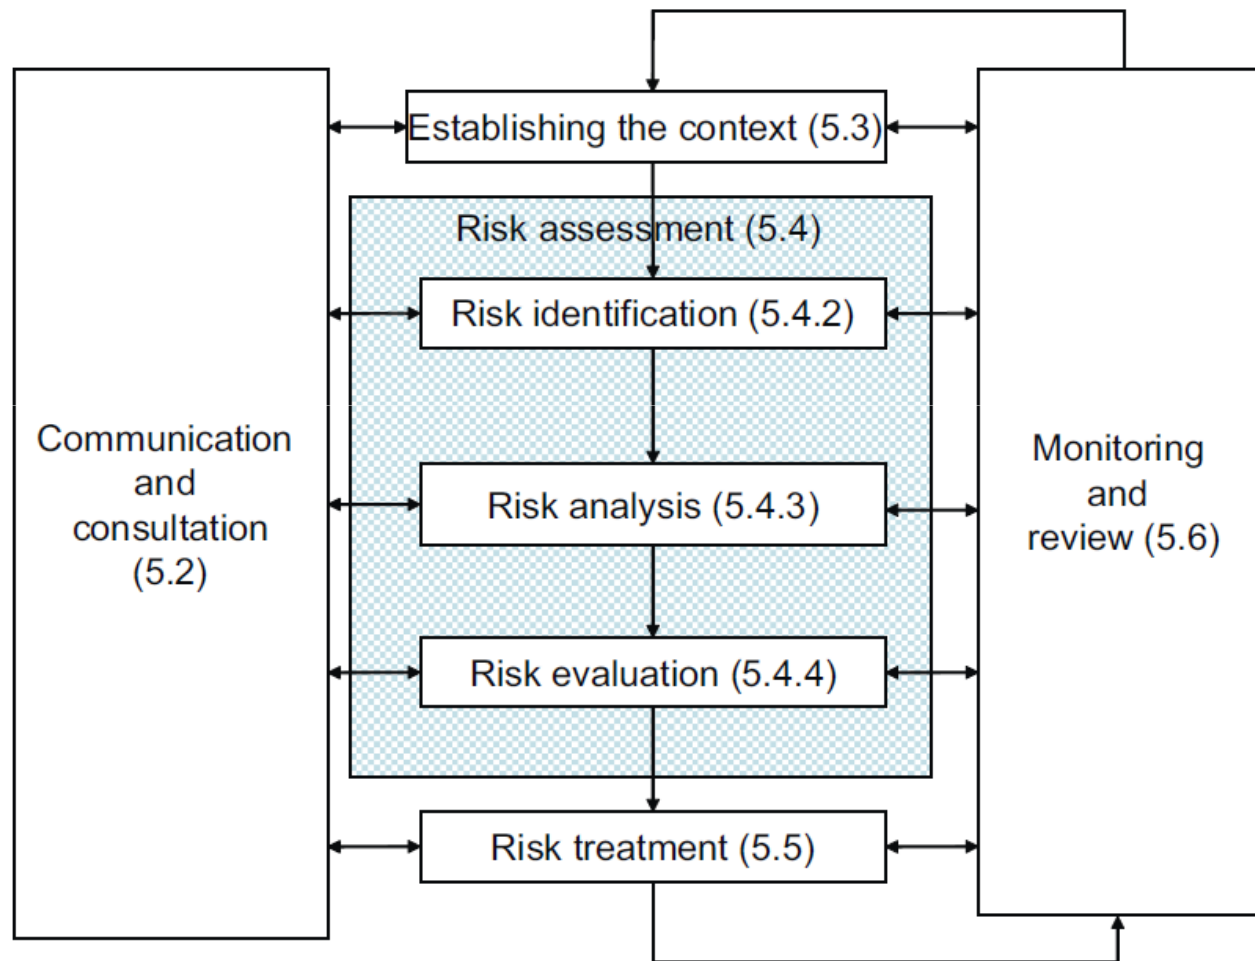 Establishing the context (5.3)
Risk assessment (5.4)
Risk identification (5.4.2)
Communication
and
consultation
(5.2)
Risk analysis (5.4.3)
Monitoring
and
review (5.6)
Risk evaluation (5.4.4)
Risk treatment (5.5)